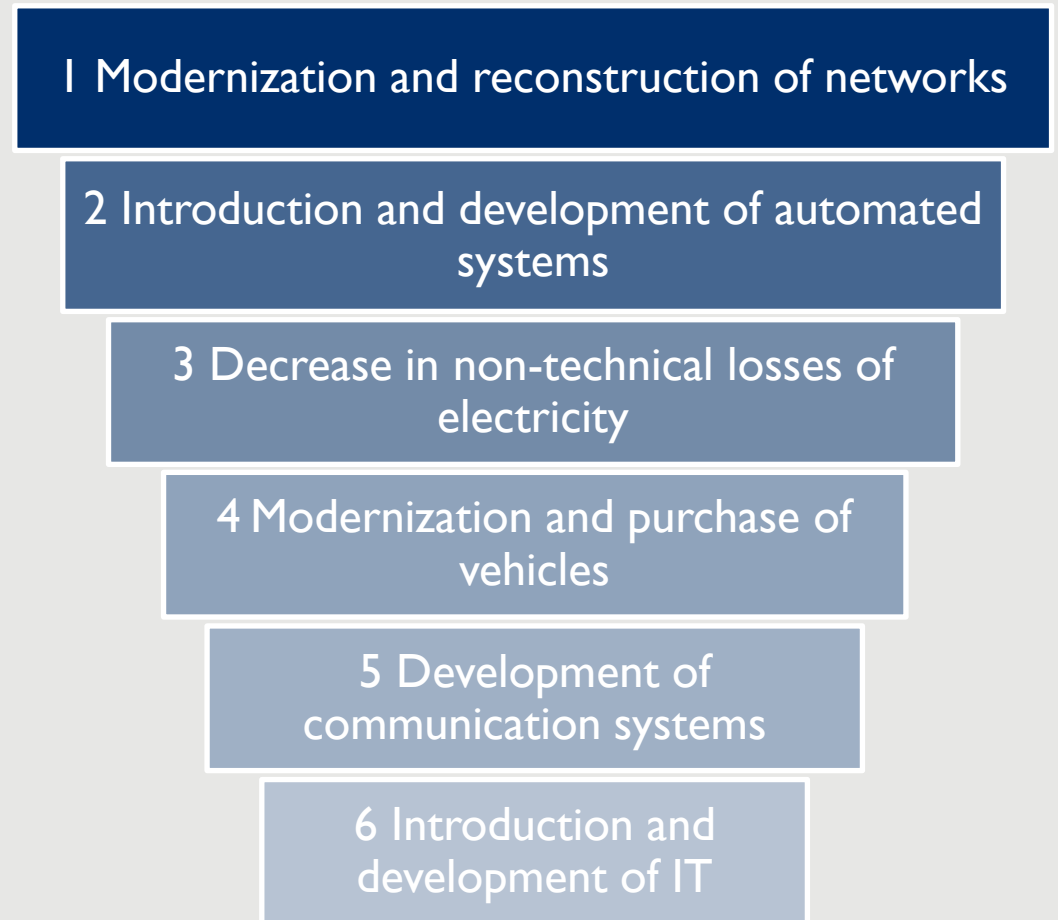 1 Modernization and reconstruction of networks
2 Introduction and development of automated
systems
3 Decrease in non-technical losses of
electricity
4 Modernization and purchase of
vehicles
5 Development of
communication systems
6 Introduction and
development of IT